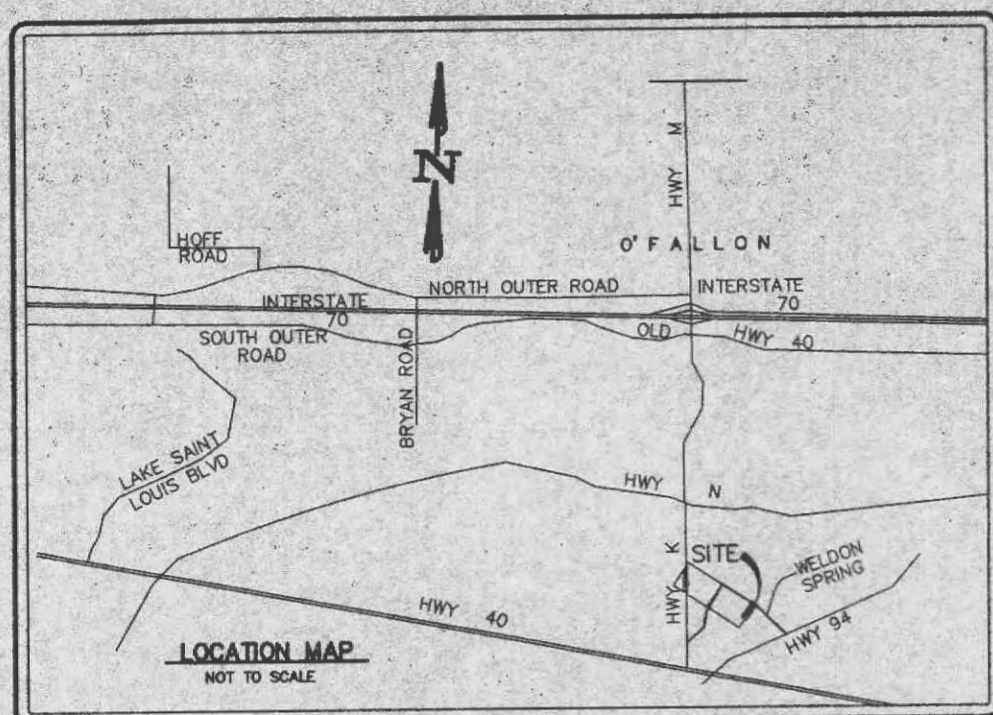 N
HWY M
O'FALLON
HOFF
ROAD
NORTH OUTER ROAD
INTERSTATE
70
INTERSTATE
70
SOUTH OUTER
ROAD
OLD HWY 40
BRYAN ROAD
LAKE SAINT
LOUIS BLVD
HWY N
HWY K
SITE
WELDON
SPRING
HWY 40
HWY 94
LOCATION MAP
NOT TO SCALE